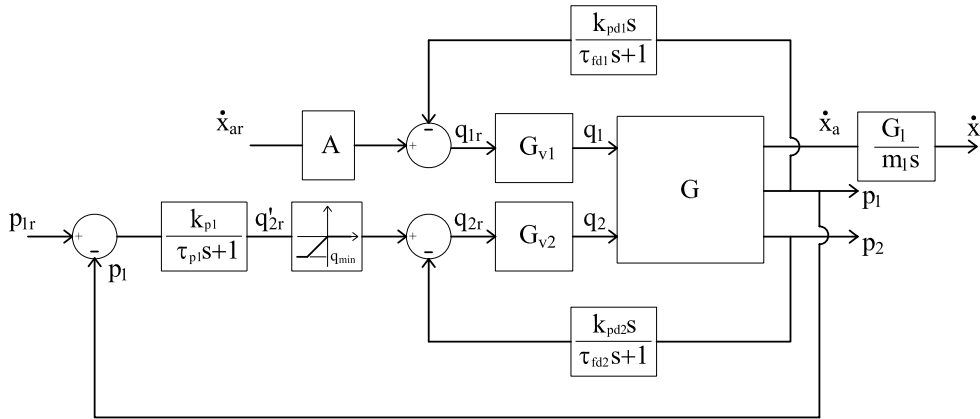 k_pd1 s
τ_fd1 s+1
ẋ_ar
A
-
+
q_1r
G_v1
q_1
G
ẋ_a
G_l
m_l s
ẋ
p_1r
+
-
p_1
k_p1
τ_p1 s+1
q'_2r
q_min
+
-
q_2r
G_v2
q_2
p_1
p_2
k_pd2 s
τ_fd2 s+1